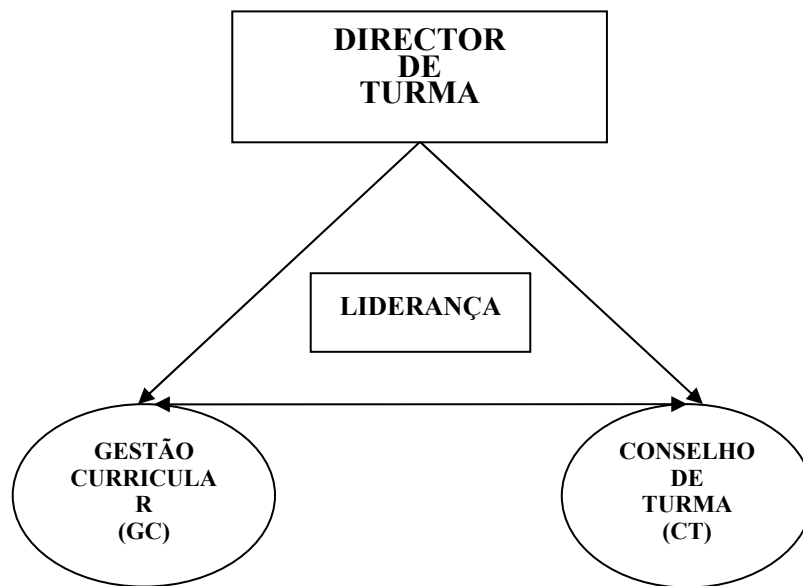 DIRECTOR
DE
TURMA
LIDERANÇA
GESTÃO
CURRICULA
R
(GC)
CONSELHO
DE
TURMA
(CT)